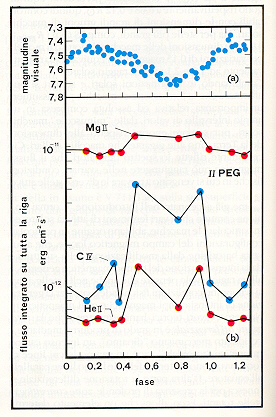 7,3
7,4
7,5
7,6
7,7
7,8
magnitudine
visuale
(a)
Mg II
10⁻¹¹
II PEG
flusso integrato su tutta la riga
erg cm⁻² s⁻¹
C IV
10⁻¹²
He II
(b)
0 0,2 0,4 0,6 0,8 0 0,2
fase